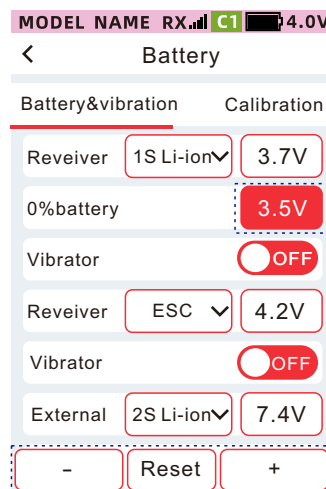 MODEL NAME RX C1 4.0V
< Battery
Battery&vibration Calibration
Reveiver 1S Li-ion 3.7V
0%battery 3.5V
Vibrator OFF
Reveiver ESC 4.2V
Vibrator OFF
External 2S Li-ion 7.4V
- Reset +